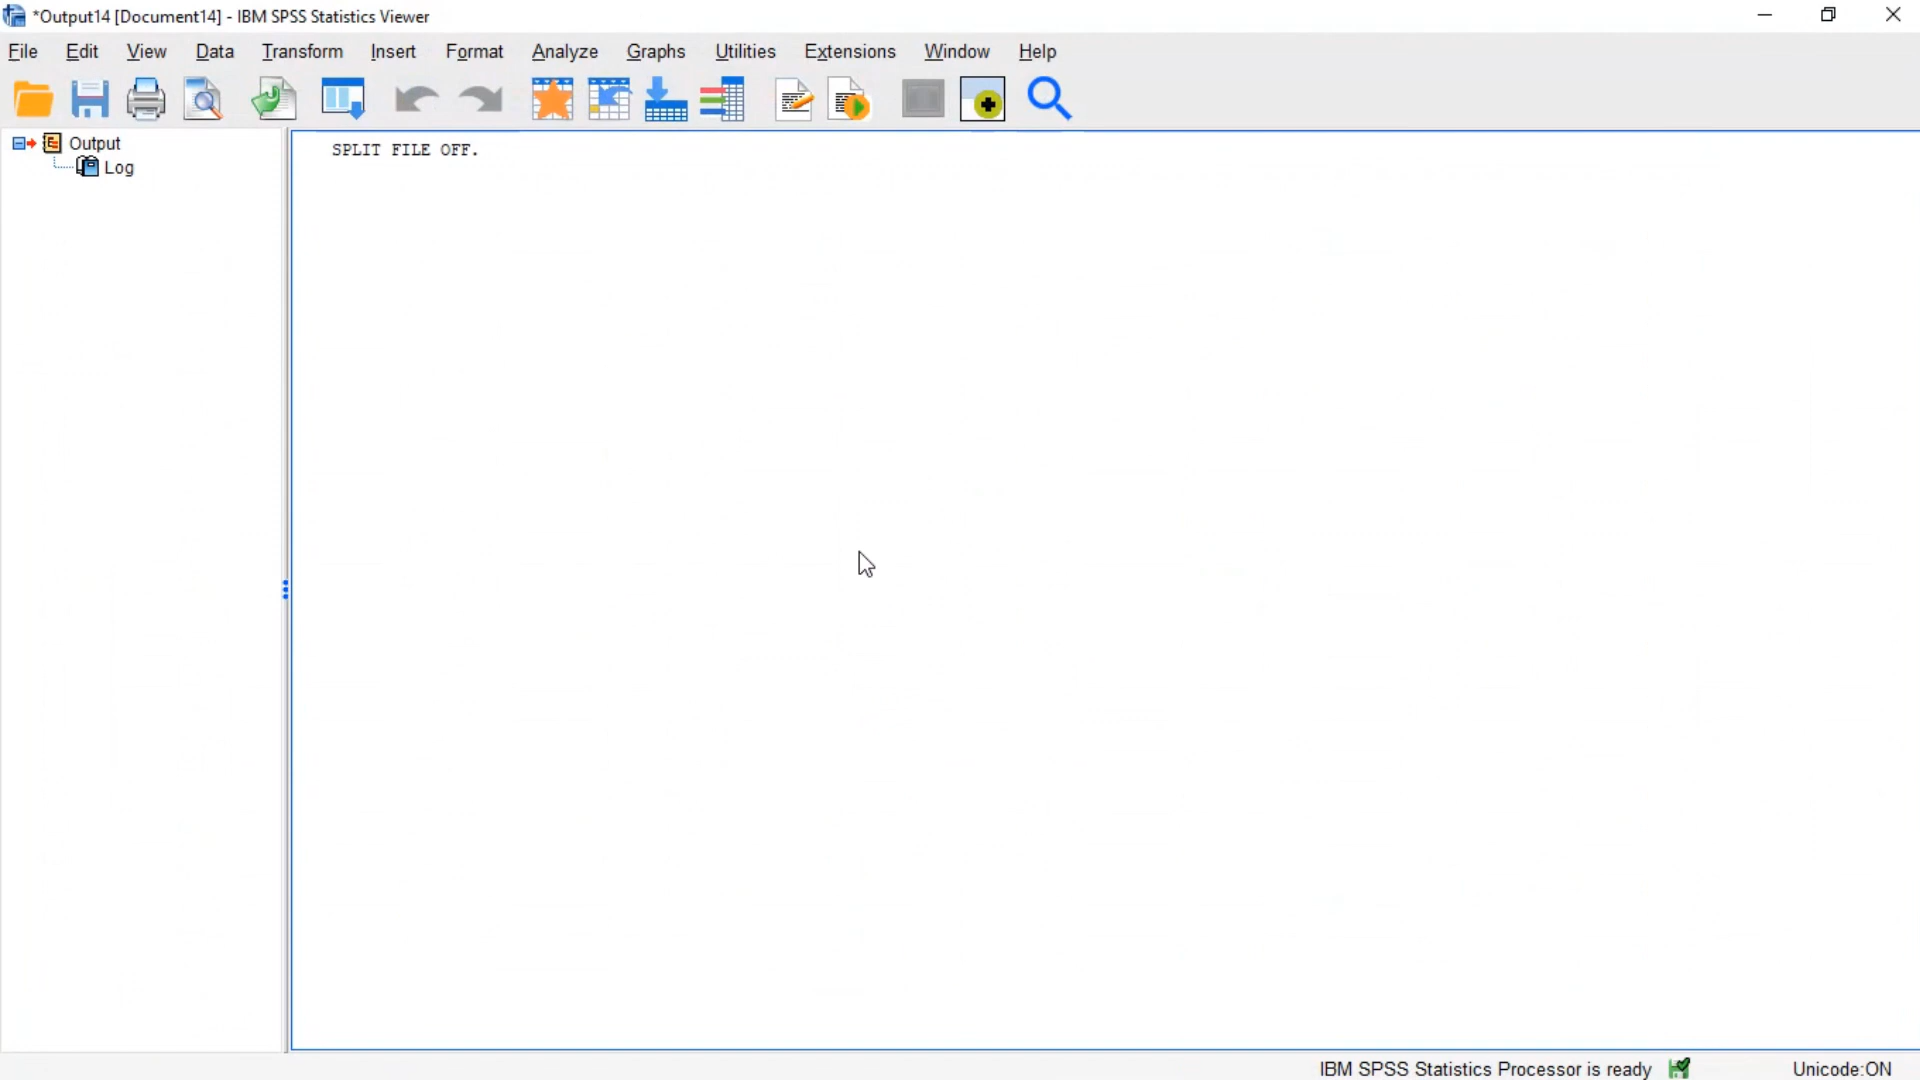 *Output14 [Document14] - IBM SPSS Statistics Viewer
File Edit View Data Transform Insert Format Analyze Graphs Utilities Extensions Window Help
Output
Log
SPLIT FILE OFF.
IBM SPSS Statistics Processor is ready Unicode:ON